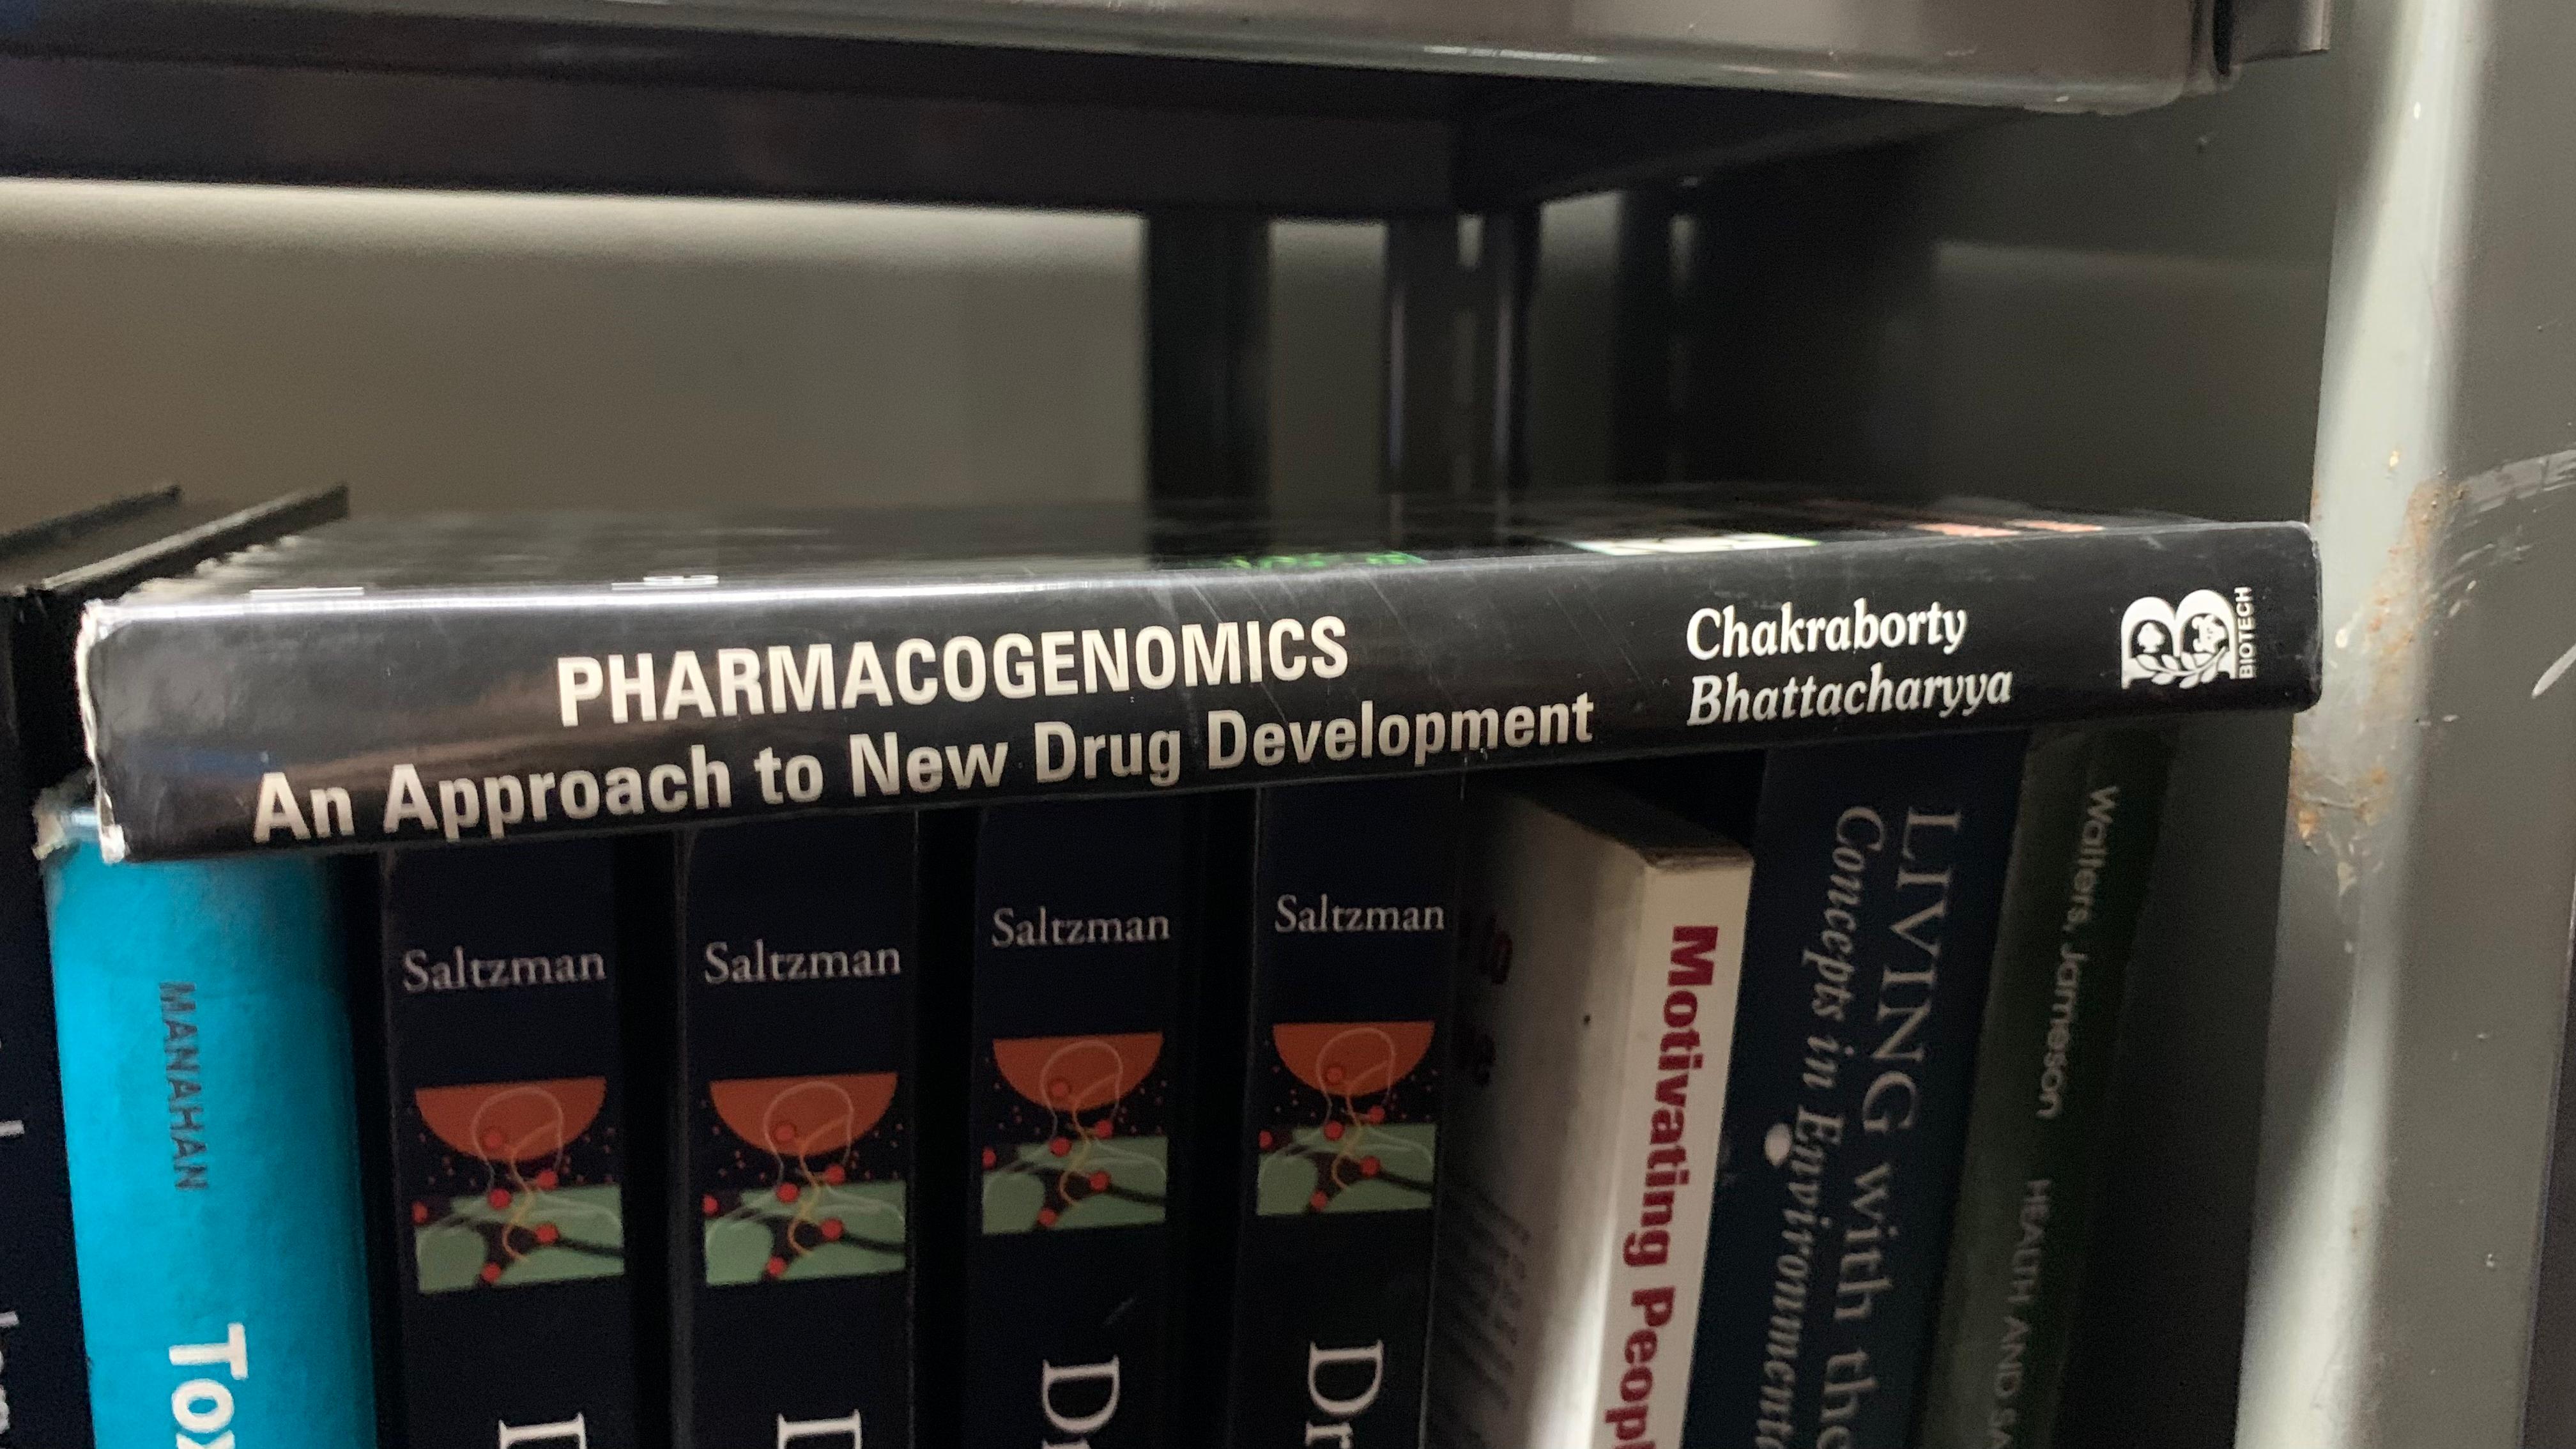 PHARMACOGENOMICS
An Approach to New Drug Development
Chakraborty
Bhattacharyya
BIOTECH
MANAHAN
Saltzman
Saltzman
Saltzman
Saltzman
Motivating
LIVING with the
Concepts in
Walters, Jameson
HEALTH AND